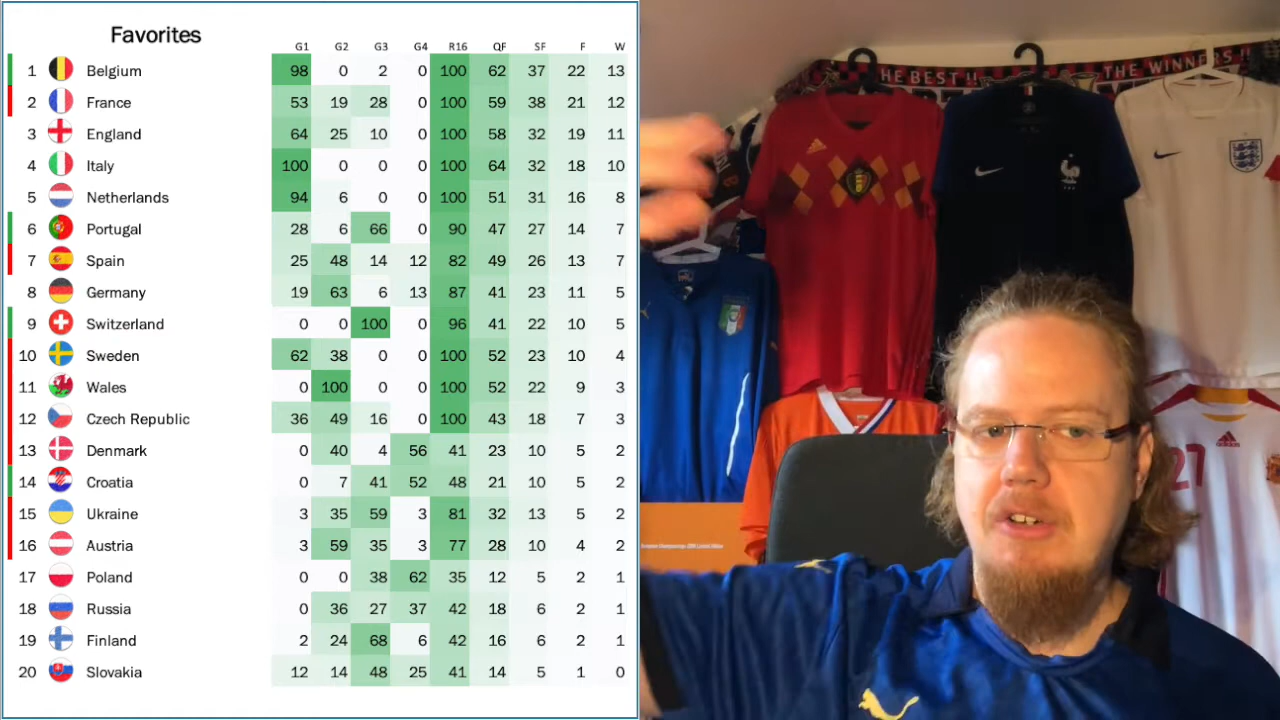 Favorites
G1 G2 G3 G4 R16 QF SF F W
1 Belgium 98 0 2 0 100 62 37 22 13
2 France 53 19 28 0 100 59 38 21 12
3 England 64 25 10 0 100 58 32 19 11
4 Italy 100 0 0 0 100 64 32 18 10
5 Netherlands 94 6 0 0 100 51 31 16 8
6 Portugal 28 6 66 0 90 47 27 14 7
7 Spain 25 48 14 12 82 49 26 13 7
8 Germany 19 63 6 13 87 41 23 11 5
9 Switzerland 0 0 100 0 96 41 22 10 5
10 Sweden 62 38 0 0 100 52 23 10 4
11 Wales 0 100 0 0 100 52 22 9 3
12 Czech Republic 36 49 16 0 100 43 18 7 3
13 Denmark 0 40 4 56 41 23 10 5 2
14 Croatia 0 7 41 52 48 21 10 5 2
15 Ukraine 3 35 59 3 81 32 13 5 2
16 Austria 3 59 35 3 77 28 10 4 2
17 Poland 0 0 38 62 35 12 5 2 1
18 Russia 0 36 27 37 42 18 6 2 1
19 Finland 2 24 68 6 42 16 6 2 1
20 Slovakia 12 14 48 25 41 14 5 1 0
HE BEST !! THE WINNERS !!
27